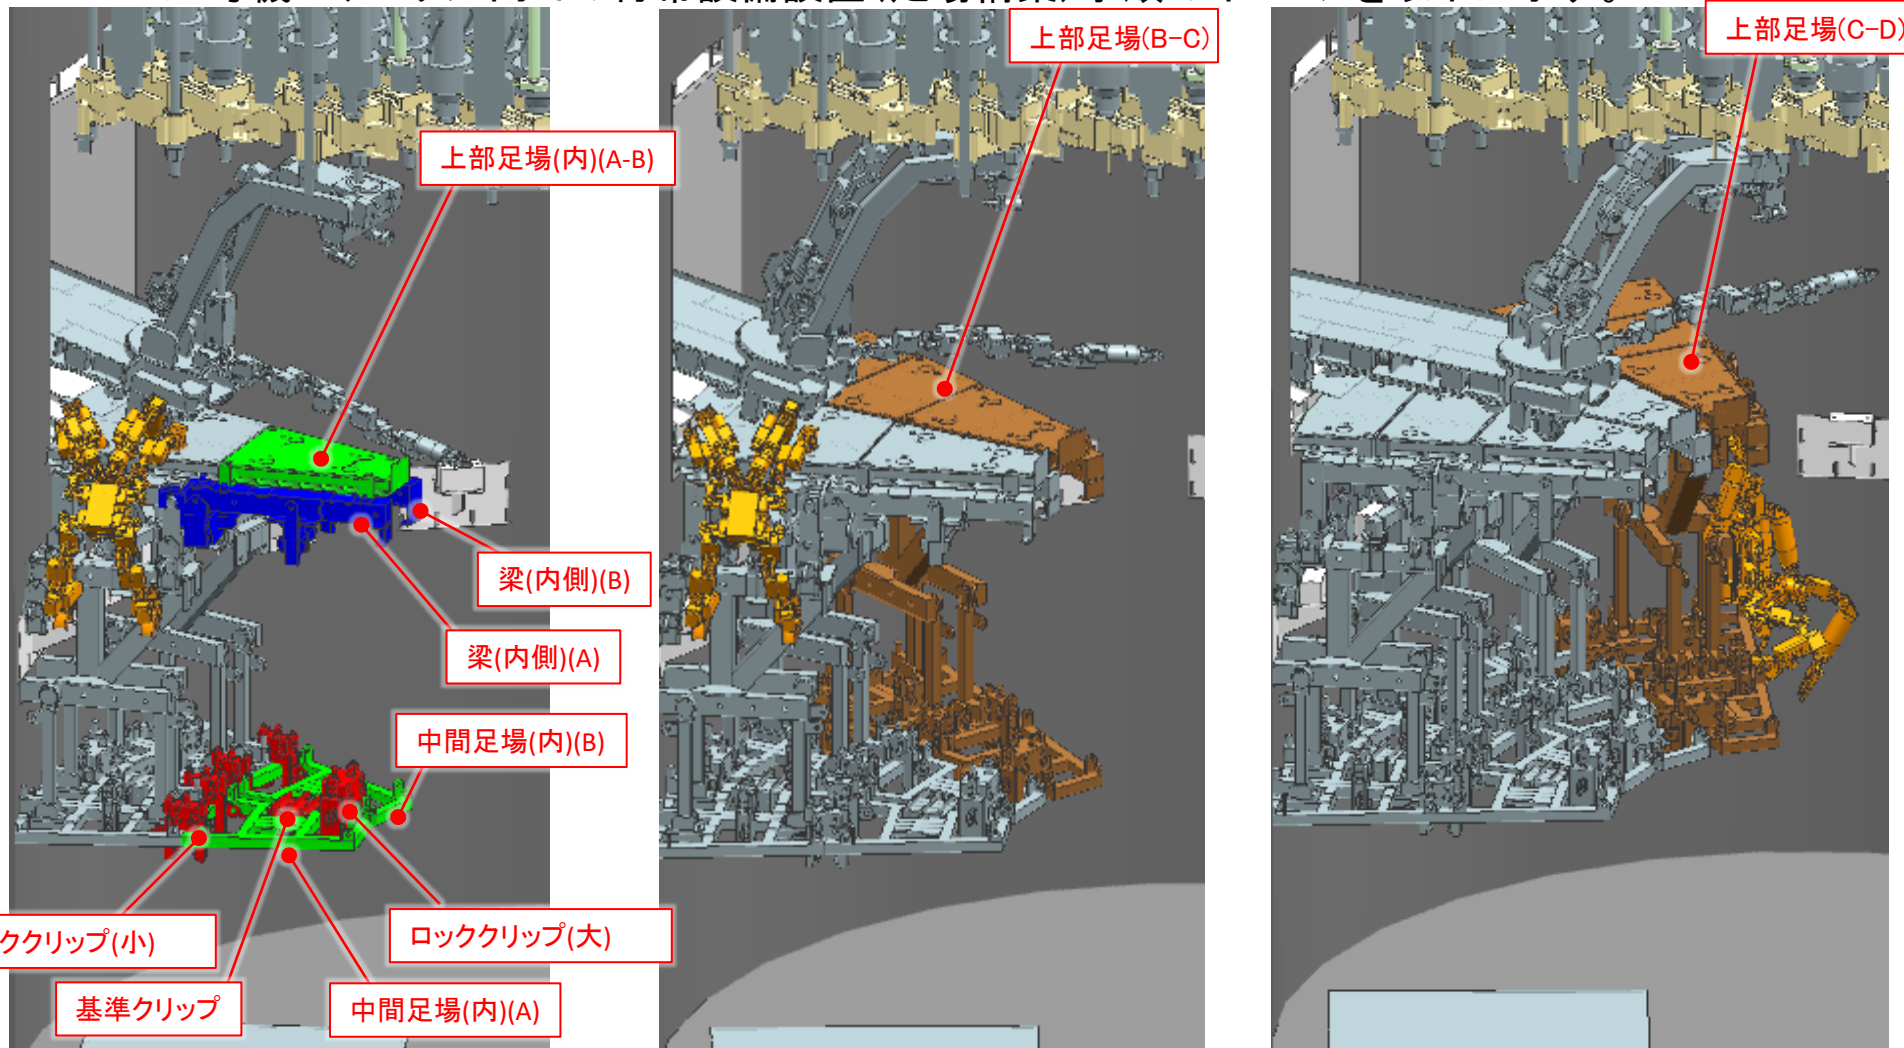 上部足場(B-C)
上部足場(C-D)
上部足場(内)(A-B)
梁(内側)(B)
梁(内側)(A)
中間足場(内)(B)
ククリップ(小)
ロッククリップ(大)
基準クリップ
中間足場(内)(A)